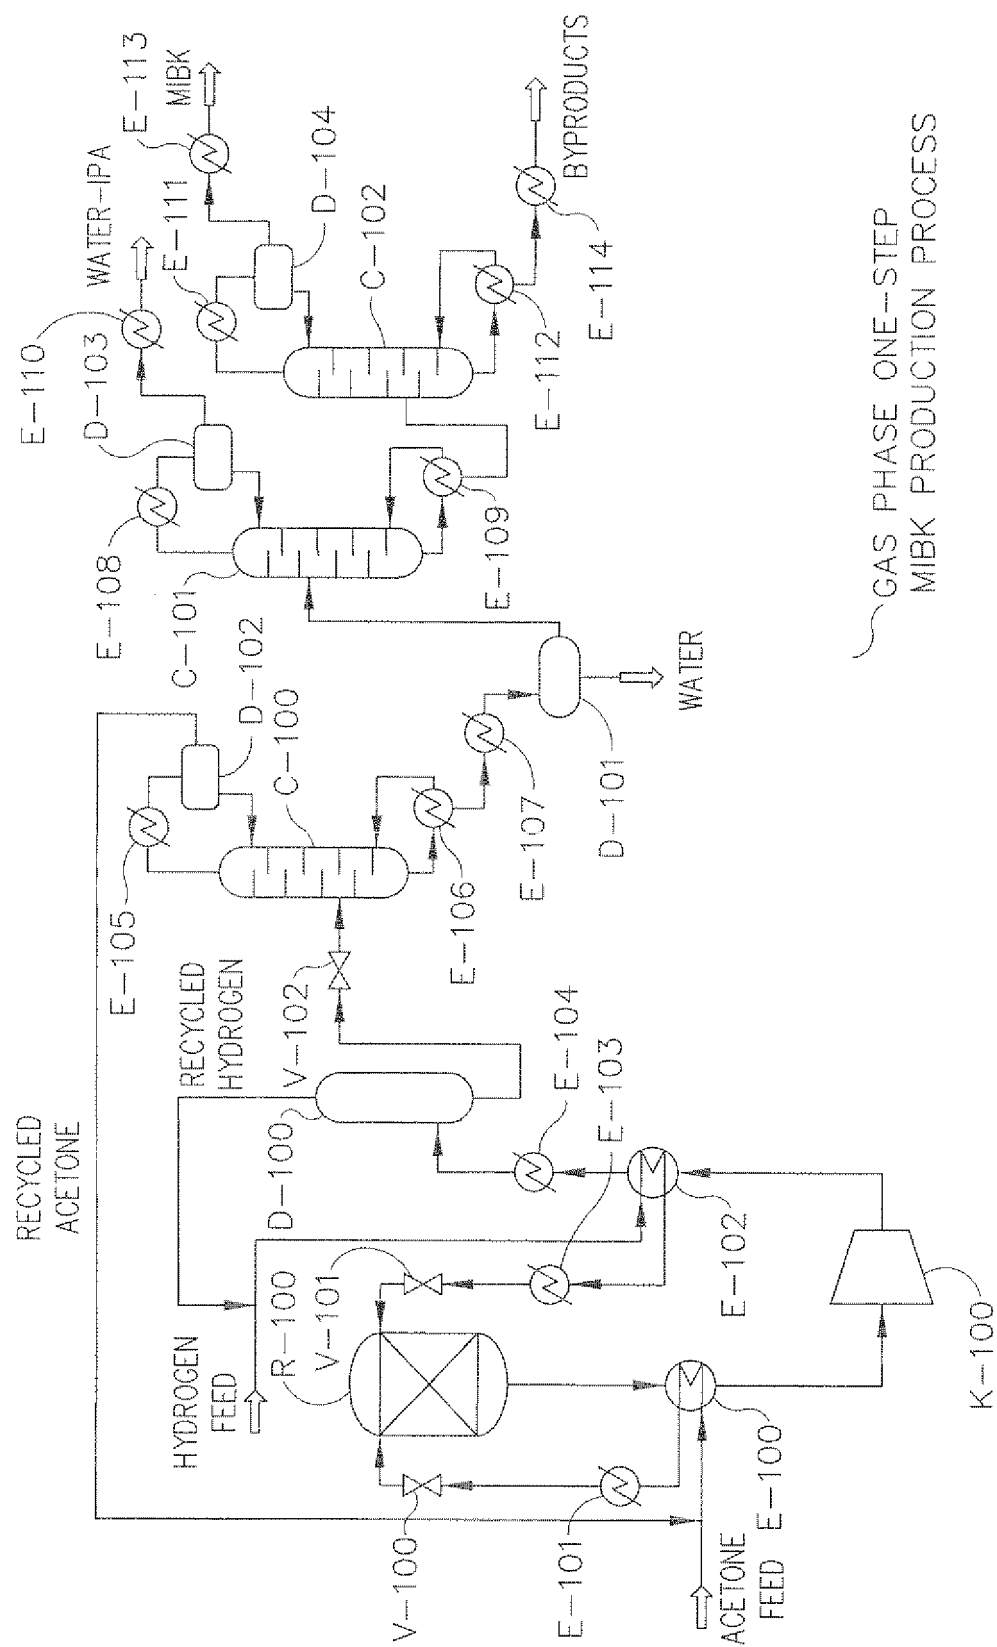 RECYCLED
ACETONE
HYDROGEN
FEED
RECYCLED
HYDROGEN
WATER-IPA
MIBK
E-113
E-110
D-103
E-111
D-104
E-108
C-101
C-102
D-102
C-100
E-105
V-102
D-100
R-100
V-101
E-104
E-103
E-106
E-107
E-109
E-112
E-114
BYPRODUCTS
D-101
WATER
V-100
E-101
ACETONE
FEED
E-100
E-102
K-100
GAS PHASE ONE-STEP
MIBK PRODUCTION PROCESS